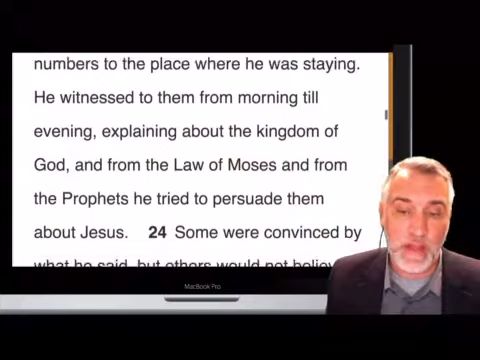 numbers to the place where he was staying.
He witnessed to them from morning till
evening, explaining about the kingdom of
God, and from the Law of Moses and from
the Prophets he tried to persuade them
about Jesus. 24 Some were convinced by
what he said, but others would not believe
MacBook Pro